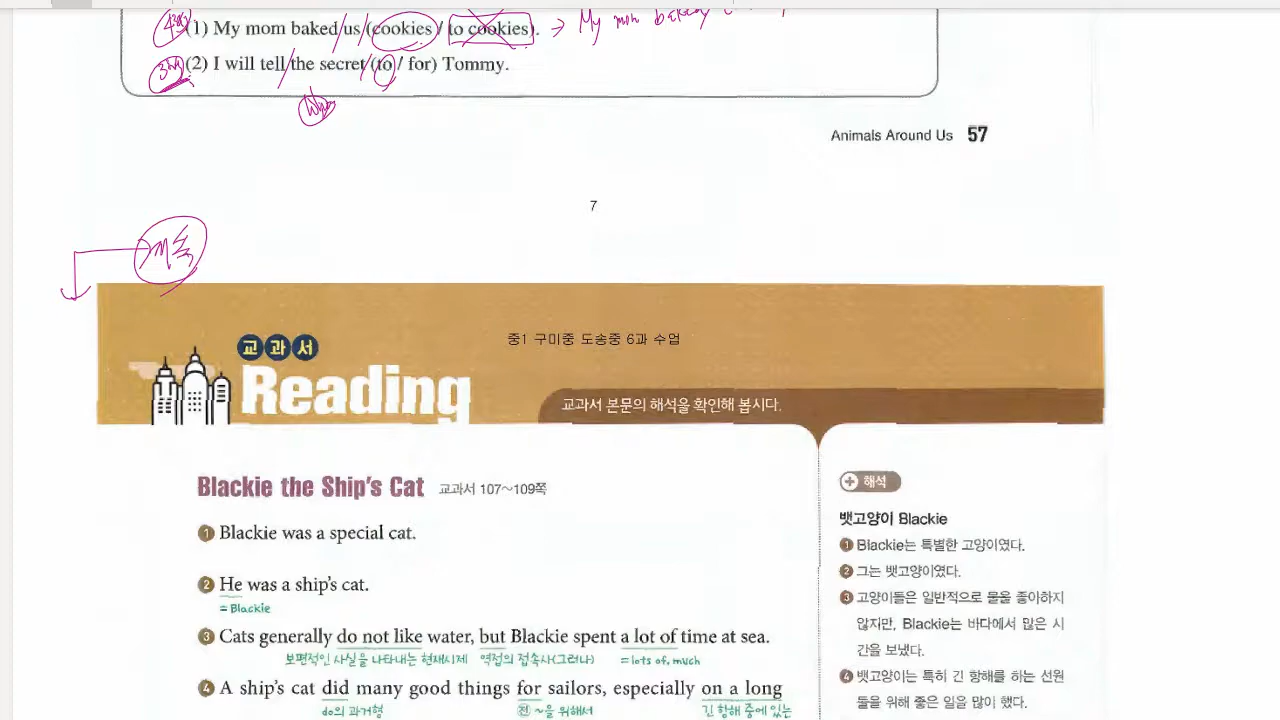 (1) My mom baked us (cookies / to cookies). → My mom baked
(2) I will tell the secret (to / for) Tommy.
Animals Around Us 57
7
계속
중1 구미중 도송중 6과 수업
교과서
Reading
교과서 본문의 해석을 확인해 봅시다.
Blackie the Ship's Cat 교과서 107~109쪽
❶ Blackie was a special cat.
❷ He was a ship's cat.
= Blackie
❸ Cats generally do not like water, but Blackie spent a lot of time at sea.
보편적인 사실을 나타내는 현재시제 역접의 접속사(그러나) = lots of, much
❹ A ship's cat did many good things for sailors, especially on a long
do의 과거형 전 ~을 위해서 긴 항해 중에 있는
해석
뱃고양이 Blackie
❶ Blackie는 특별한 고양이였다.
❷ 그는 뱃고양이였다.
❸ 고양이들은 일반적으로 물을 좋아하지
않지만, Blackie는 바다에서 많은 시
간을 보냈다.
❹ 뱃고양이는 특히 긴 항해를 하는 선원
들을 위해 좋은 일을 많이 했다.